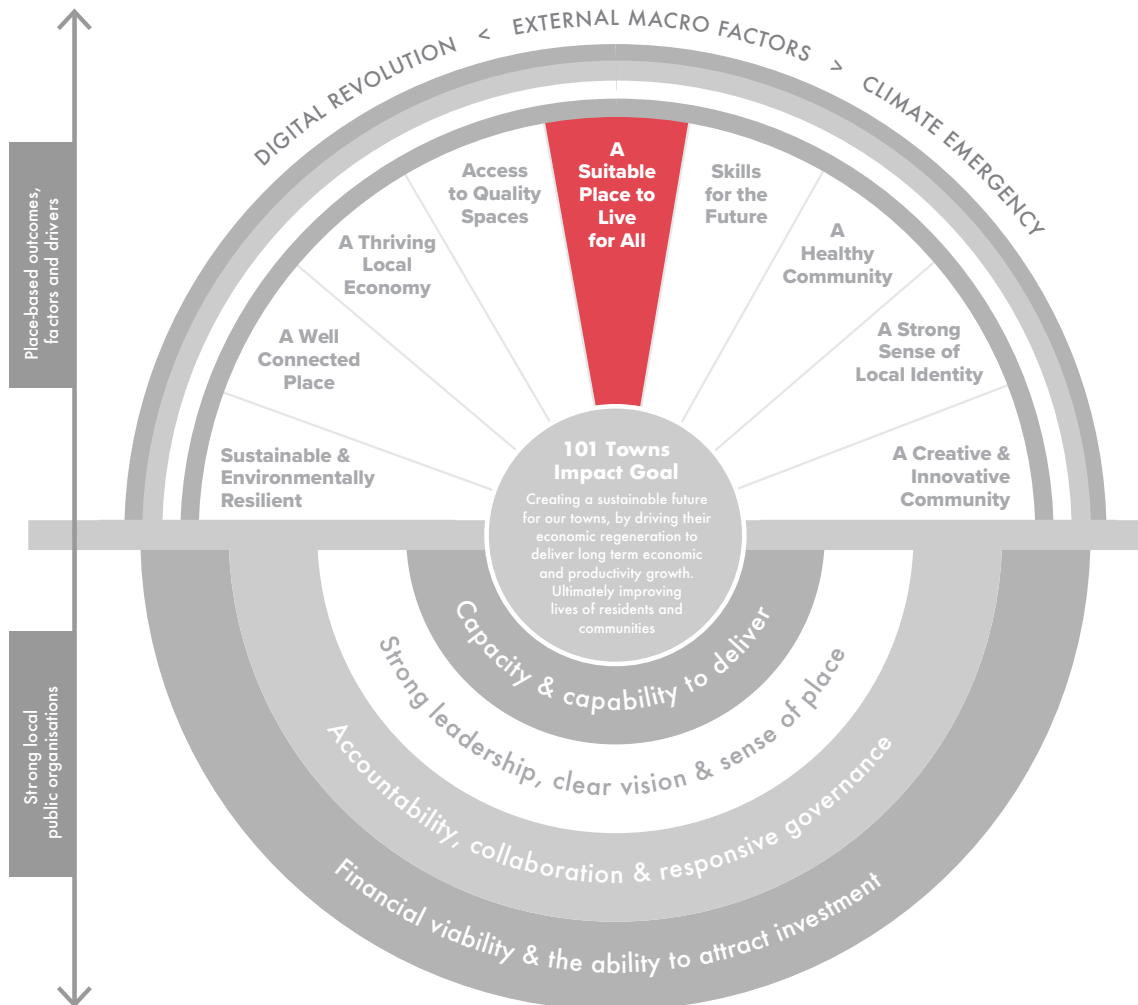 DIGITAL REVOLUTION < EXTERNAL MACRO FACTORS > CLIMATE EMERGENCY
Place-based outcomes,
factors and drivers
Sustainable &
Environmentally
Resilient
A Well
Connected
Place
A Thriving
Local
Economy
Access
to Quality
Spaces
A
Suitable
Place to
Live
for All
Skills
for the
Future
A
Healthy
Community
A Strong
Sense of
Local Identity
A Creative &
Innovative
Community
101 Towns
Impact Goal
Creating a sustainable future
for our towns, by driving their
economic regeneration to
deliver long term economic
and productivity growth.
Ultimately improving
lives of residents and
communities
Strong local
public organisations
Capacity & capability to deliver
Strong leadership, clear vision & sense of place
Accountability, collaboration & responsive governance
Financial viability & the ability to attract investment